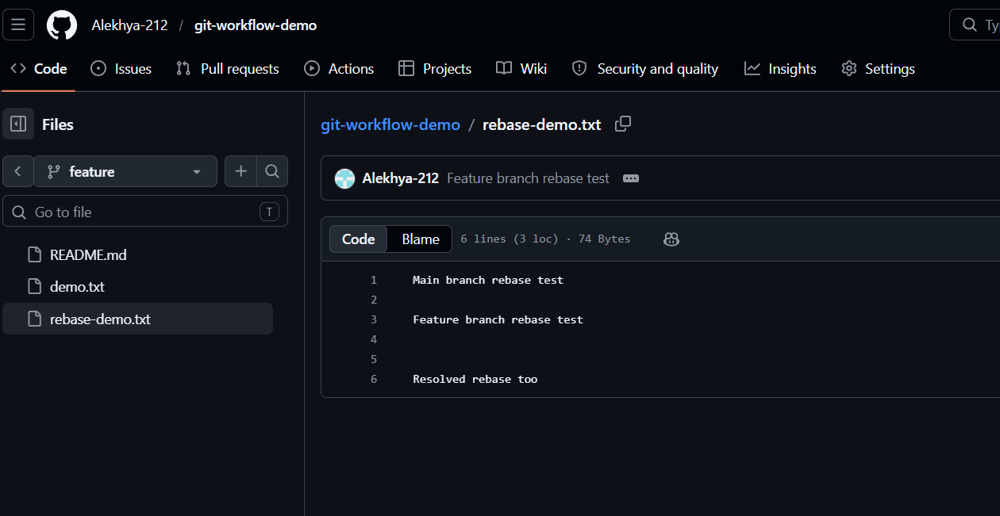 Alekhya-212 / git-workflow-demo
Code Issues Pull requests Actions Projects Wiki Security and quality Insights Settings
Files
feature
Go to file T
README.md
demo.txt
rebase-demo.txt
git-workflow-demo / rebase-demo.txt
Alekhya-212 Feature branch rebase test
Code Blame 6 lines (3 loc) · 74 Bytes
1 Main branch rebase test
2
3 Feature branch rebase test
4
5
6 Resolved rebase too